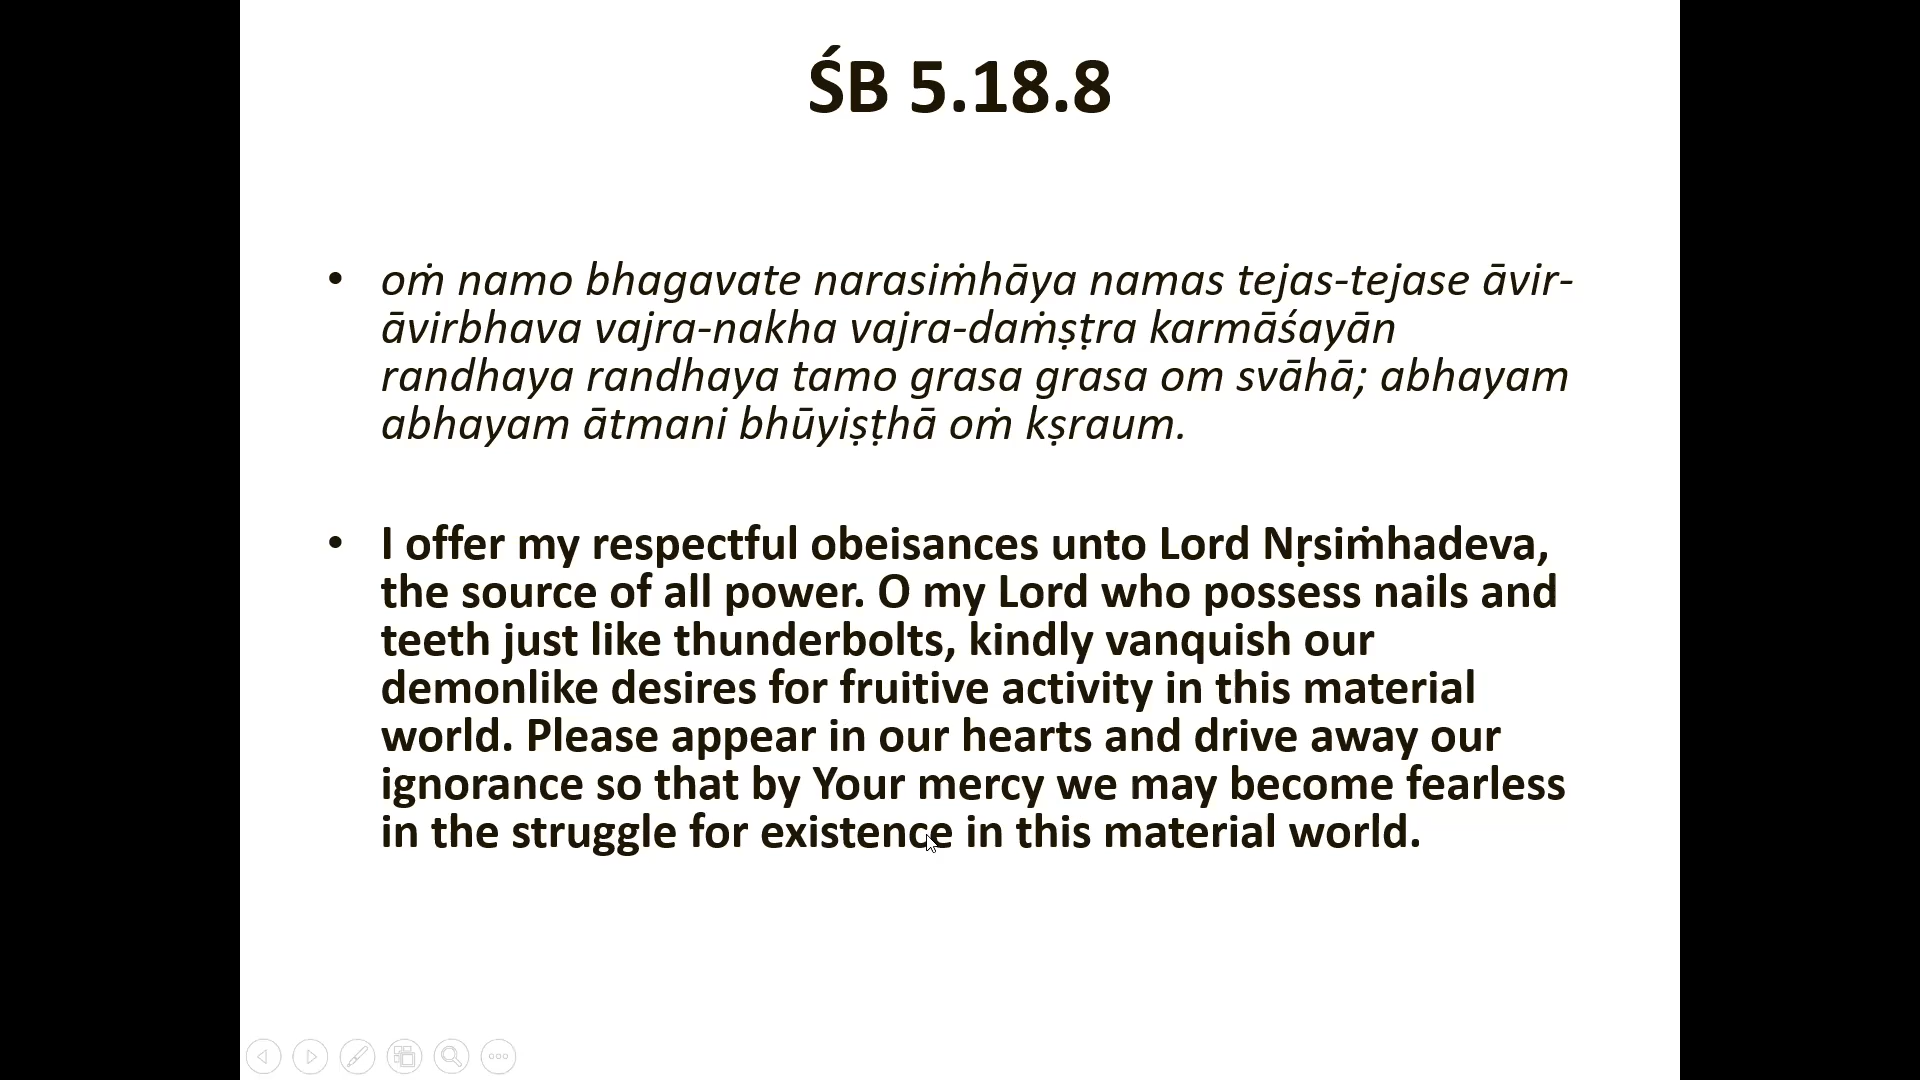 ŚB 5.18.8
• oṁ namo bhagavate narasiṁhāya namas tejas-tejase āvir-
āvirbhava vajra-nakha vajra-daṁṣṭra karmāśayān
randhaya randhaya tamo grasa grasa om svāhā; abhayam
abhayam ātmani bhūyiṣṭhā oṁ kṣraum.
• I offer my respectful obeisances unto Lord Nṛsiṁhadeva,
the source of all power. O my Lord who possess nails and
teeth just like thunderbolts, kindly vanquish our
demonlike desires for fruitive activity in this material
world. Please appear in our hearts and drive away our
ignorance so that by Your mercy we may become fearless
in the struggle for existence in this material world.